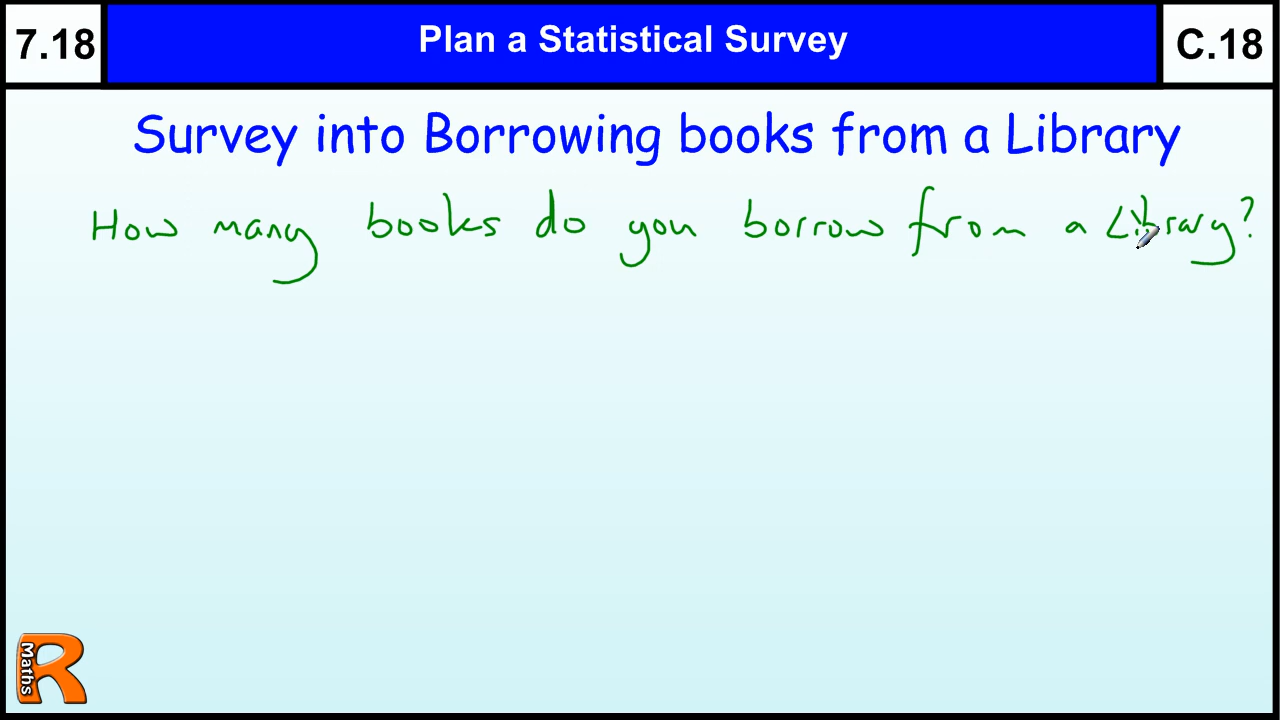 7.18
Plan a Statistical Survey
C.18
Survey into Borrowing books from a Library
How many books do you borrow from a Library?
R
Maths